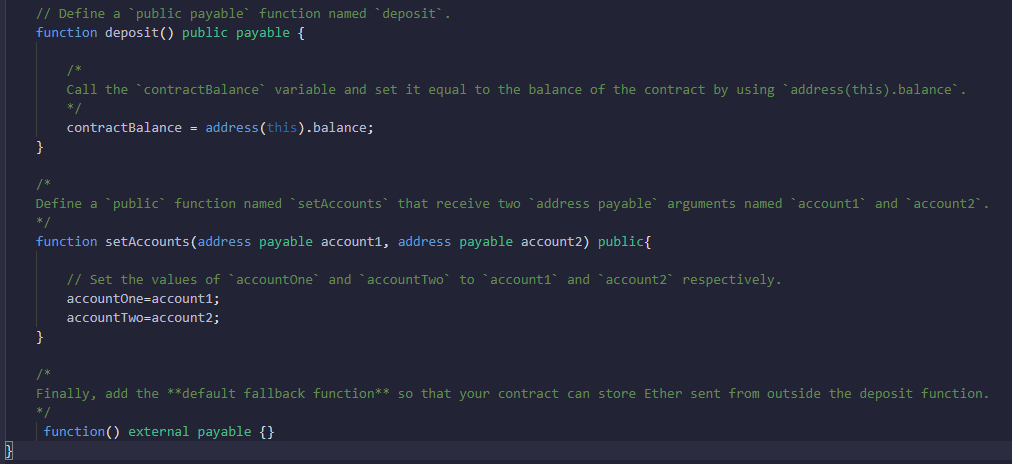 // Define a `public payable` function named `deposit`.
function deposit() public payable {
/*
Call the `contractBalance` variable and set it equal to the balance of the contract by using `address(this).balance`.
*/
contractBalance = address(this).balance;
}
/*
Define a `public` function named `setAccounts` that receive two `address payable` arguments named `account1` and `account2`.
*/
function setAccounts(address payable account1, address payable account2) public{
// Set the values of `accountOne` and `accountTwo` to `account1` and `account2` respectively.
accountOne=account1;
accountTwo=account2;
}
/*
Finally, add the **default fallback function** so that your contract can store Ether sent from outside the deposit function.
*/
function() external payable {}
}